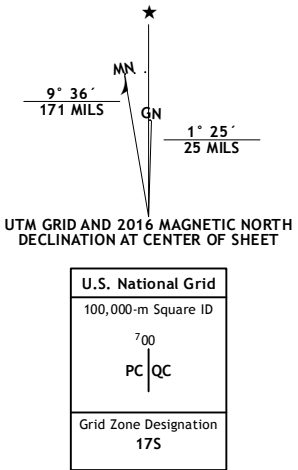 ★
MN
GN
9° 36´
171 MILS
1° 25´
25 MILS
UTM GRID AND 2016 MAGNETIC NORTH
DECLINATION AT CENTER OF SHEET
U.S. National Grid
100,000-m Square ID
⁷00
PC QC
Grid Zone Designation
17S